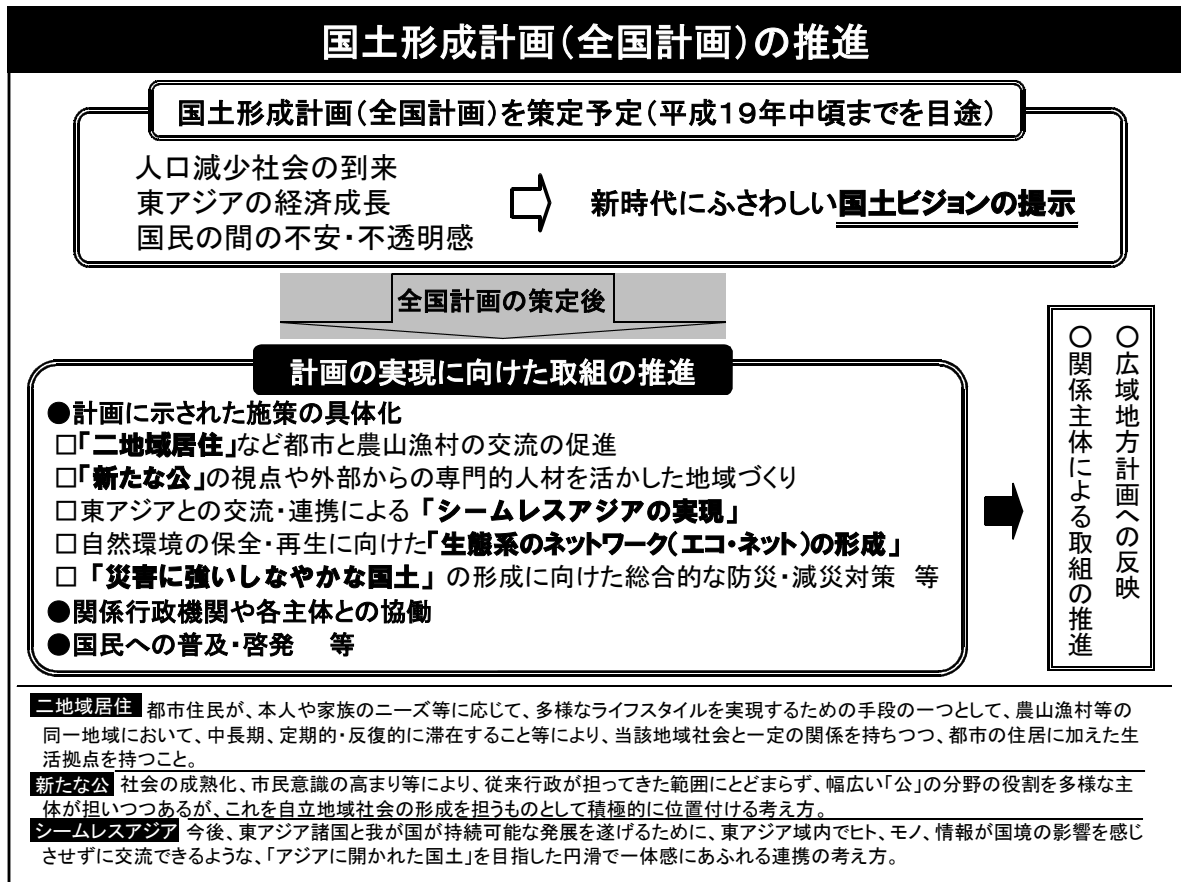 国土形成計画(全国計画)の推進
国土形成計画(全国計画)を策定予定(平成19年中頃までを目途)
人口減少社会の到来
東アジアの経済成長
国民の間の不安・不透明感
新時代にふさわしい国土ビジョンの提示
全国計画の策定後
計画の実現に向けた取組の推進
●計画に示された施策の具体化
□「二地域居住」など都市と農山漁村の交流の促進
□「新たな公」の視点や外部からの専門的人材を活かした地域づくり
□東アジアとの交流・連携による「シームレスアジアの実現」
□自然環境の保全・再生に向けた「生態系のネットワーク(エコ・ネット)の形成」
□「災害に強いしなやかな国土」の形成に向けた総合的な防災・減災対策 等
●関係行政機関や各主体との協働
●国民への普及・啓発 等
○広域地方計画への反映
○関係主体による取組の推進
二地域居住 都市住民が、本人や家族のニーズ等に応じて、多様なライフスタイルを実現するための手段の一つとして、農山漁村等の
同一地域において、中長期、定期的・反復的に滞在すること等により、当該地域社会と一定の関係を持ちつつ、都市の住居に加えた生
活拠点を持つこと。
新たな公 社会の成熟化、市民意識の高まり等により、従来行政が担ってきた範囲にとどまらず、幅広い「公」の分野の役割を多様な主
体が担いつつあるが、これを自立地域社会の形成を担うものとして積極的に位置付ける考え方。
シームレスアジア 今後、東アジア諸国と我が国が持続可能な発展を遂げるために、東アジア域内でヒト、モノ、情報が国境の影響を感じ
させずに交流できるような、「アジアに開かれた国土」を目指した円滑で一体感にあふれる連携の考え方。